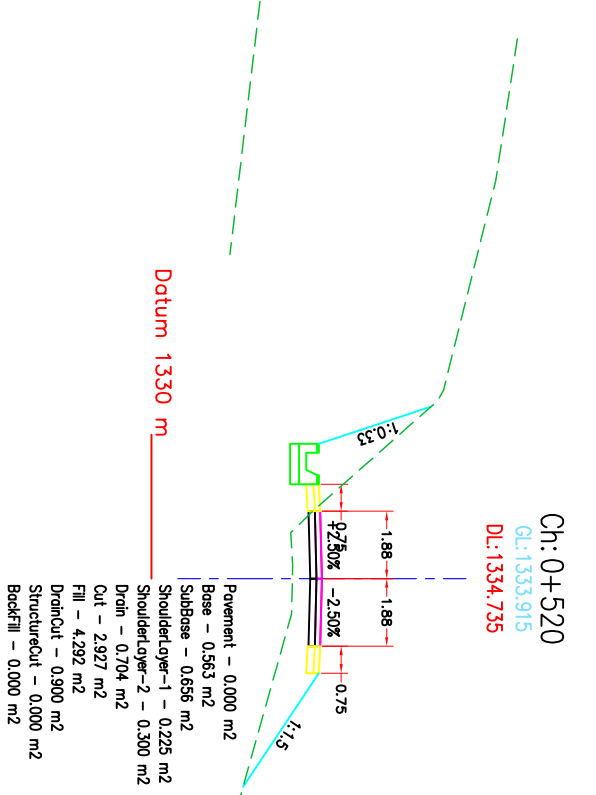 Ch: 0+520
GL:1333.915
DL:1334.735
1:0.33
1.88
1.88
0.75
+2.50%
-2.50%
0.75
1:1.5
Datum 1330 m
Pavement - 0.000 m2
Base - 0.563 m2
SubBase - 0.656 m2
ShoulderLayer-1 - 0.225 m2
ShoulderLayer-2 - 0.300 m2
Drain - 0.704 m2
Cut - 2.927 m2
Fill - 4.292 m2
DrainCut - 0.900 m2
StructureCut - 0.000 m2
BackFill - 0.000 m2